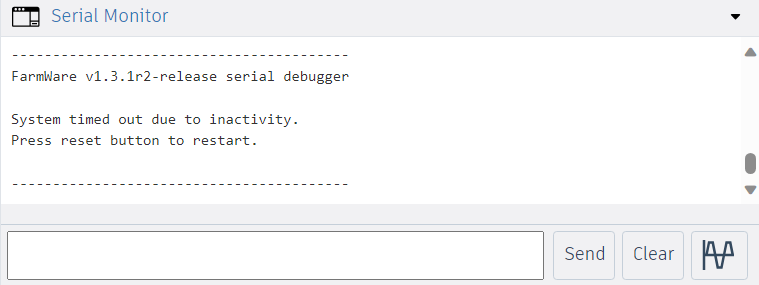 Serial Monitor
-----------------------------------------
FarmWare v1.3.1r2-release serial debugger
System timed out due to inactivity.
Press reset button to restart.
-----------------------------------------
Send
Clear